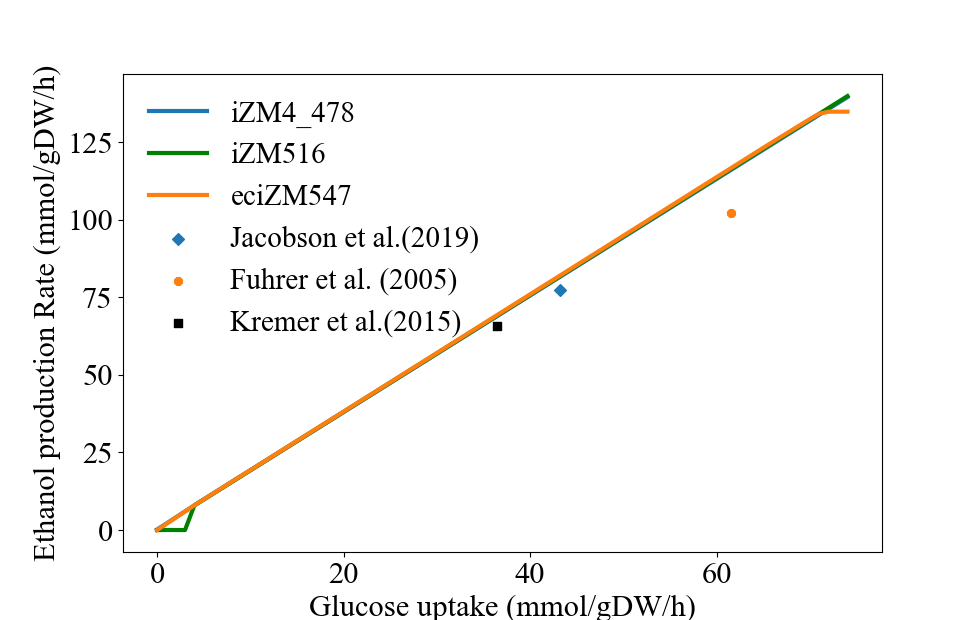 Ethanol production Rate (mmol/gDW/h)
125
100
75
50
25
0
iZM4_478
iZM516
eciZM547
Jacobson et al.(2019)
Fuhrer et al. (2005)
Kremer et al.(2015)
0 20 40 60
Glucose uptake (mmol/gDW/h)